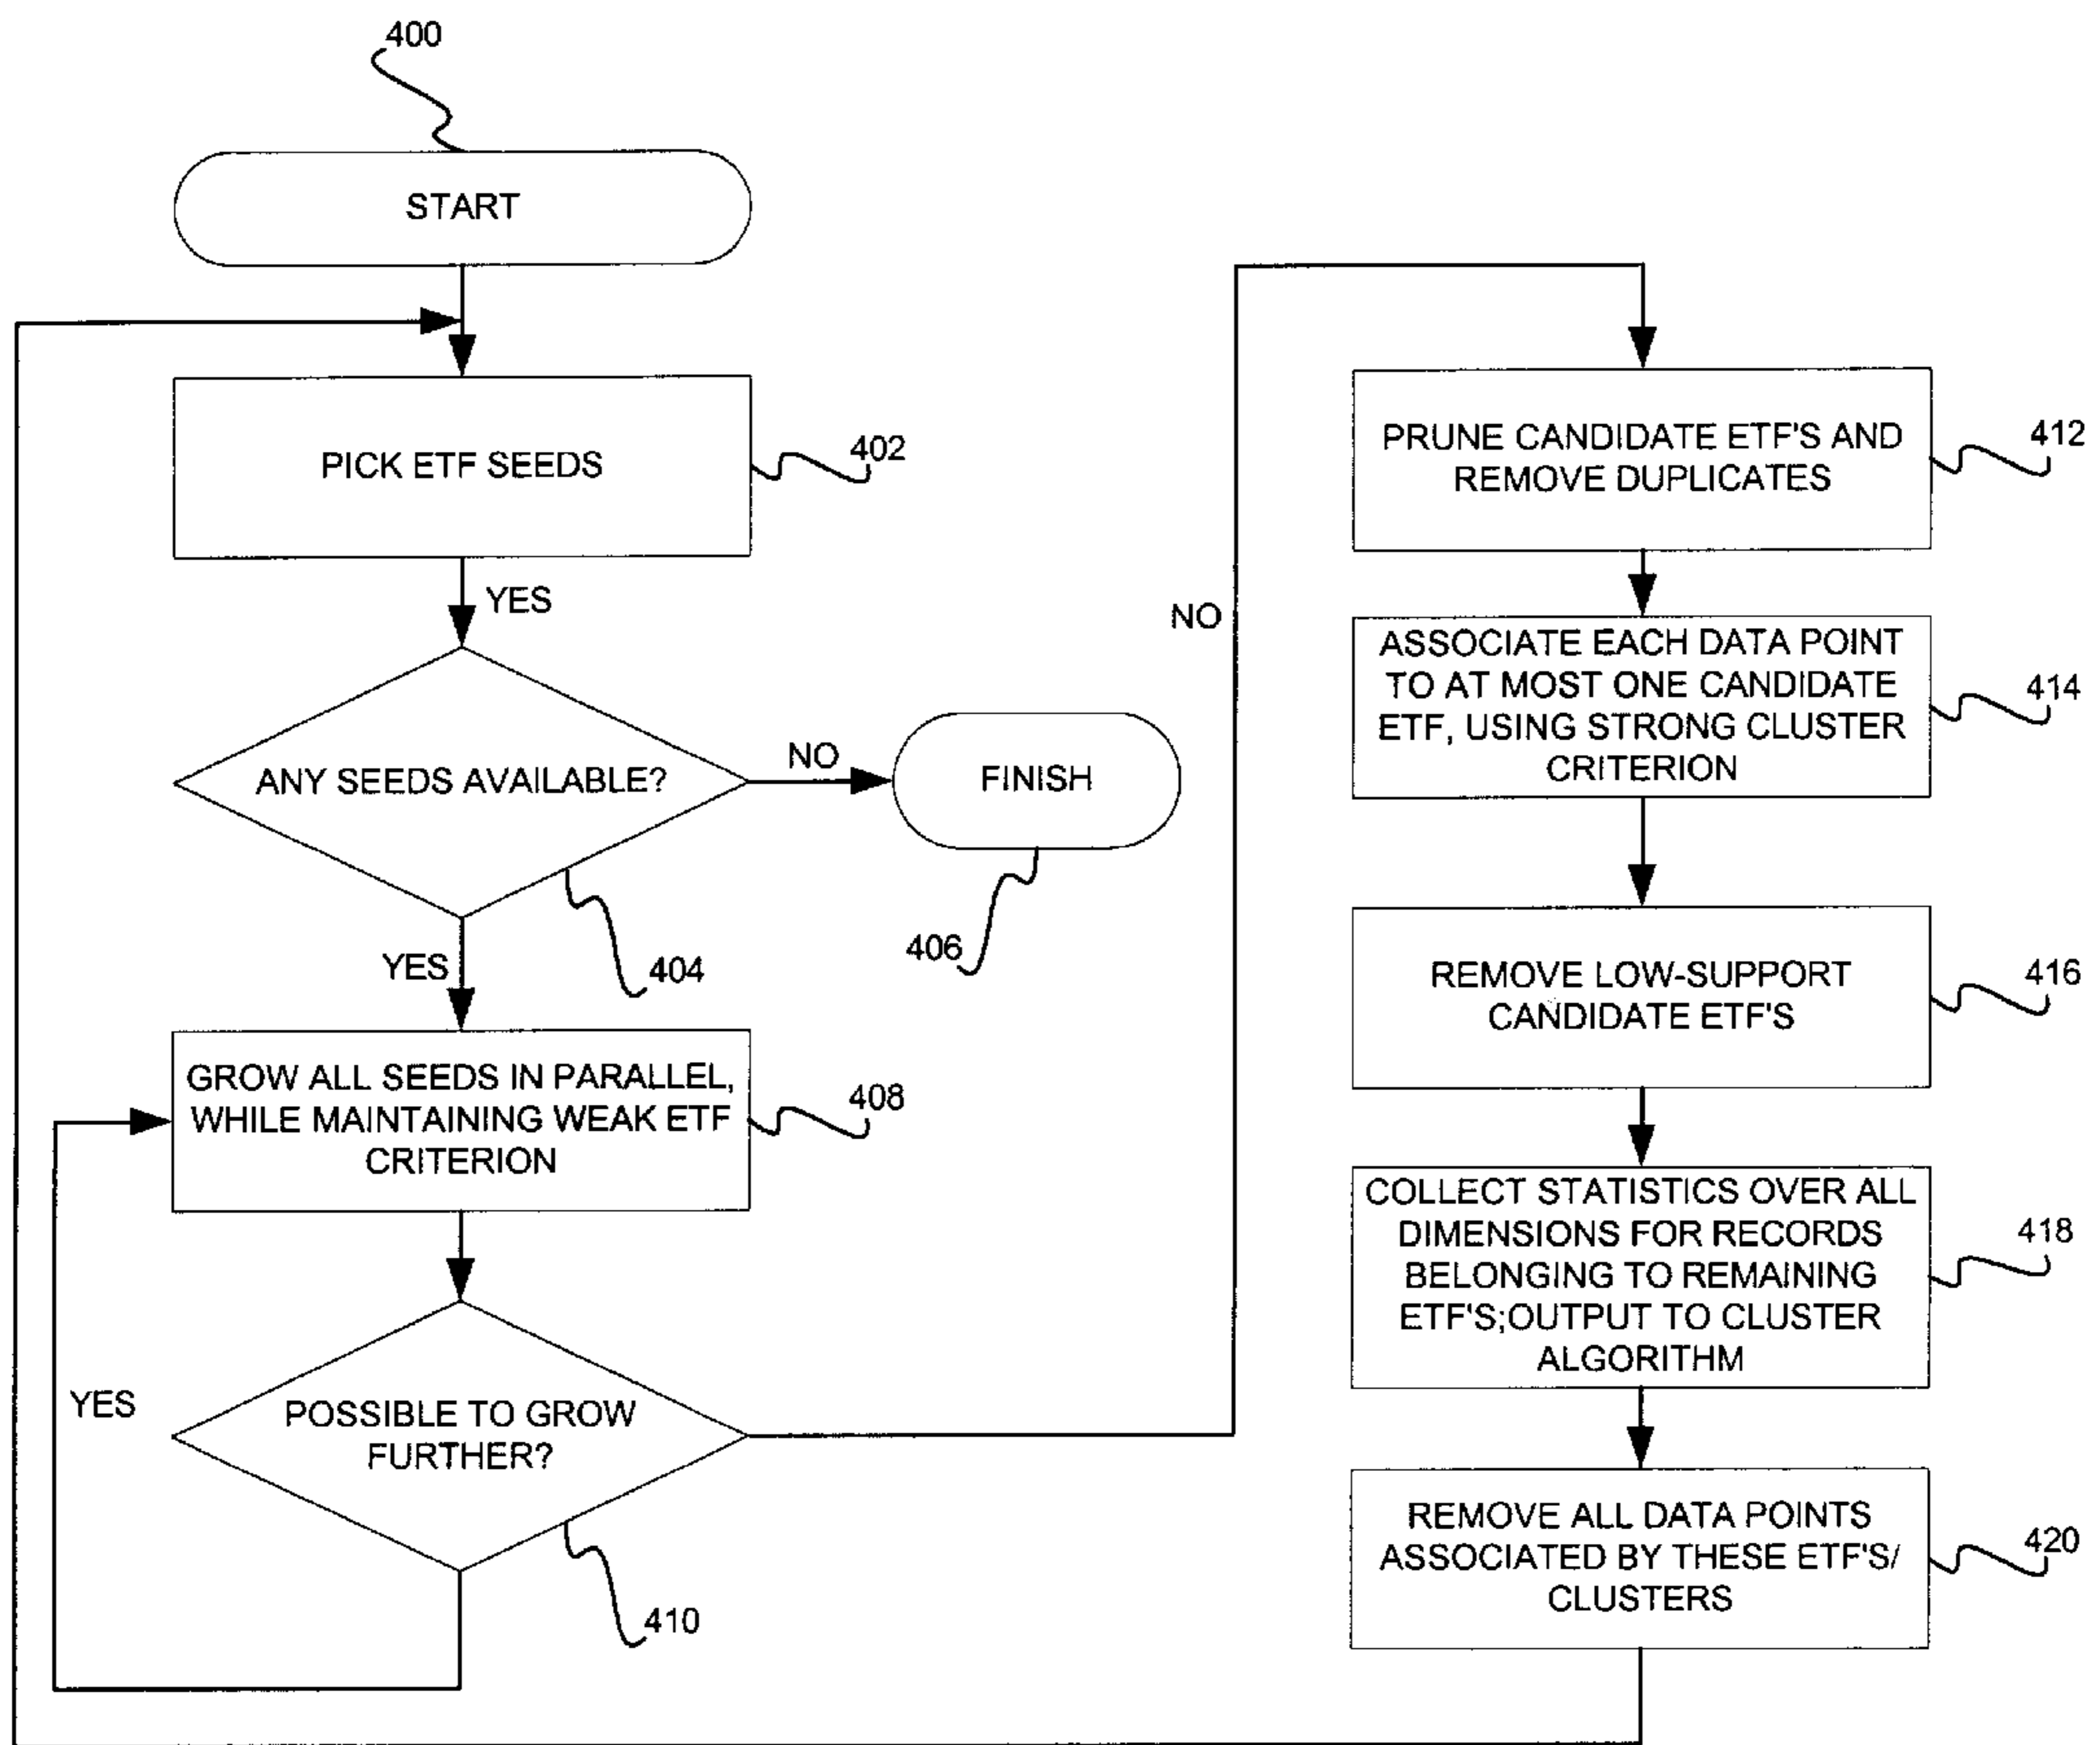 400
START
PICK ETF SEEDS
402
YES
ANY SEEDS AVAILABLE?
404
NO
FINISH
406
YES
GROW ALL SEEDS IN PARALLEL,
WHILE MAINTAINING WEAK ETF
CRITERION
408
POSSIBLE TO GROW
FURTHER?
410
YES
NO
PRUNE CANDIDATE ETF'S AND
REMOVE DUPLICATES
412
ASSOCIATE EACH DATA POINT
TO AT MOST ONE CANDIDATE
ETF, USING STRONG CLUSTER
CRITERION
414
REMOVE LOW-SUPPORT
CANDIDATE ETF'S
416
COLLECT STATISTICS OVER ALL
DIMENSIONS FOR RECORDS
BELONGING TO REMAINING
ETF'S;OUTPUT TO CLUSTER
ALGORITHM
418
REMOVE ALL DATA POINTS
ASSOCIATED BY THESE ETF'S/
CLUSTERS
420